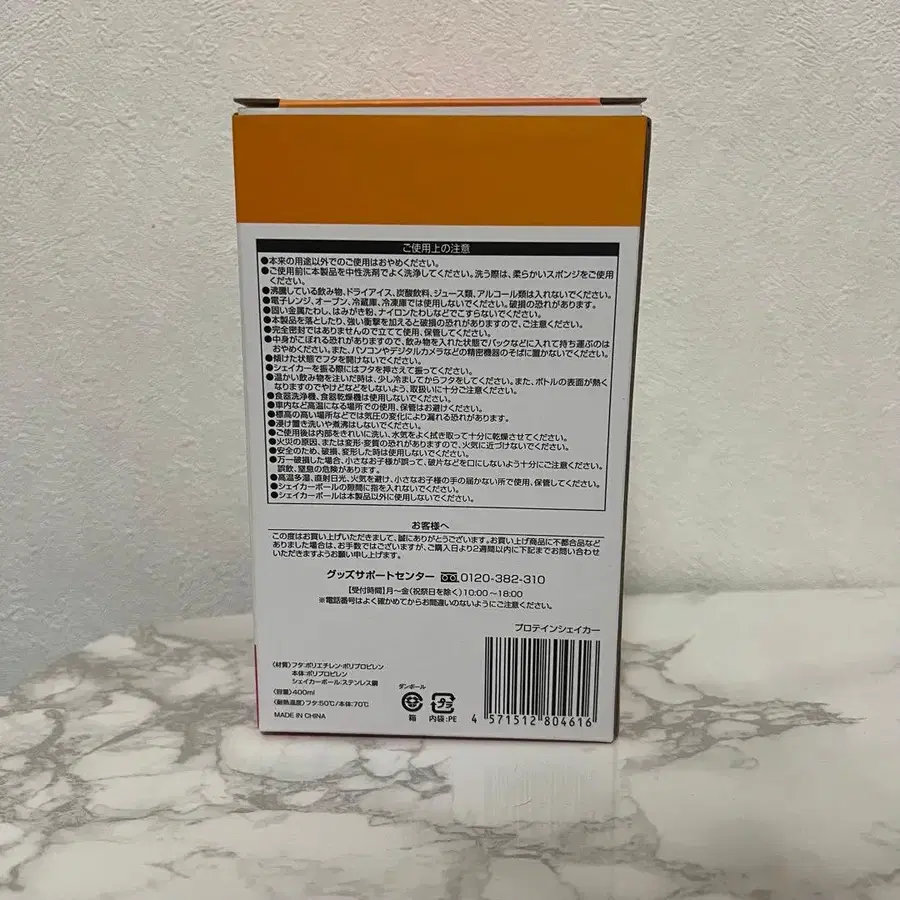 ご使用上の注意
●本来の用途以外でのご使用はおやめください。
●ご使用前に本製品を中性洗剤でよく洗浄してください。洗う際は、柔らかいスポンジをご使用
ください。
●沸騰している飲み物、ドライアイス、炭酸飲料、ジュース類、アルコール類は入れないでください。
●電子レンジ、オーブン、冷蔵庫、冷凍庫では使用しないでください。破損の恐れがあります。
●固い金属たわし、はみがき粉、ナイロンたわしなどでこすらないでください。
●本製品を落としたり、強い衝撃を加えると破損の恐れがありますので、ご注意ください。
●完全密封ではありませんので立てて使用、保管してください。
●中身がこぼれる恐れがありますので、飲み物を入れた状態でバックなどに入れて持ち運ぶのは
おやめください。また、パソコンやデジタルカメラなどの精密機器のそばに置かないでください。
●傾けた状態でフタを開けないでください。
●シェイカーを振る際にはフタを押さえて振ってください。
●温かい飲み物を注いだ時は、少し冷ましてからフタをしてください。また、ボトルの表面が熱く
なりますのでやけどなどをしないよう、取扱いに十分ご注意ください。
●食器洗浄機、食器乾燥機は使用しないでください。
●車内など高温になる場所での使用、保管はお避けください。
●標高の高い場所などでは気圧の変化により漏れる恐れがあります。
●浸け置き洗いや煮沸はしないでください。
●ご使用後は内部をきれいに洗い、水気をよく拭き取って十分に乾燥させてください。
●火災の原因、または変形・変質の恐れがありますので、火気に近づけないでください。
●安全のため、破損、変形した時は使用しないでください。
●万一破損した場合、小さなお子様が誤って、破片などを口にしないよう十分にご注意ください。
誤飲、窒息の危険があります。
●高温多湿、直射日光、火気を避け、小さなお子様の手の届かない所で使用、保管してください。
●シェイカーボールの隙間に指を入れないでください。
●シェイカーボールは本製品以外に使用しないでください。
お客様へ
この度はお買い上げいただきまして、誠にありがとうございます。お買い上げ商品に不都合品など
ありました場合は、お手数ではございますが、ご購入日より2週間以内に下記までお問い合わせ
いただきますようお願い申し上げます。
グッズサポートセンター 0120-382-310
【受付時間】月～金(祝祭日を除く)10:00～18:00
※電話番号はよく確かめてからお間違いのないようにご注意ください。
プロテインシェイカー
〈材質〉フタ:ポリエチレン・ポリプロピレン
本体:ポリプロピレン
シェイカーボール:ステンレス鋼
〈容量〉400ml
〈耐熱温度〉フタ:50℃/本体:70℃
MADE IN CHINA
ダンボール
箱
プラ
内袋:PE
4 571512 804616